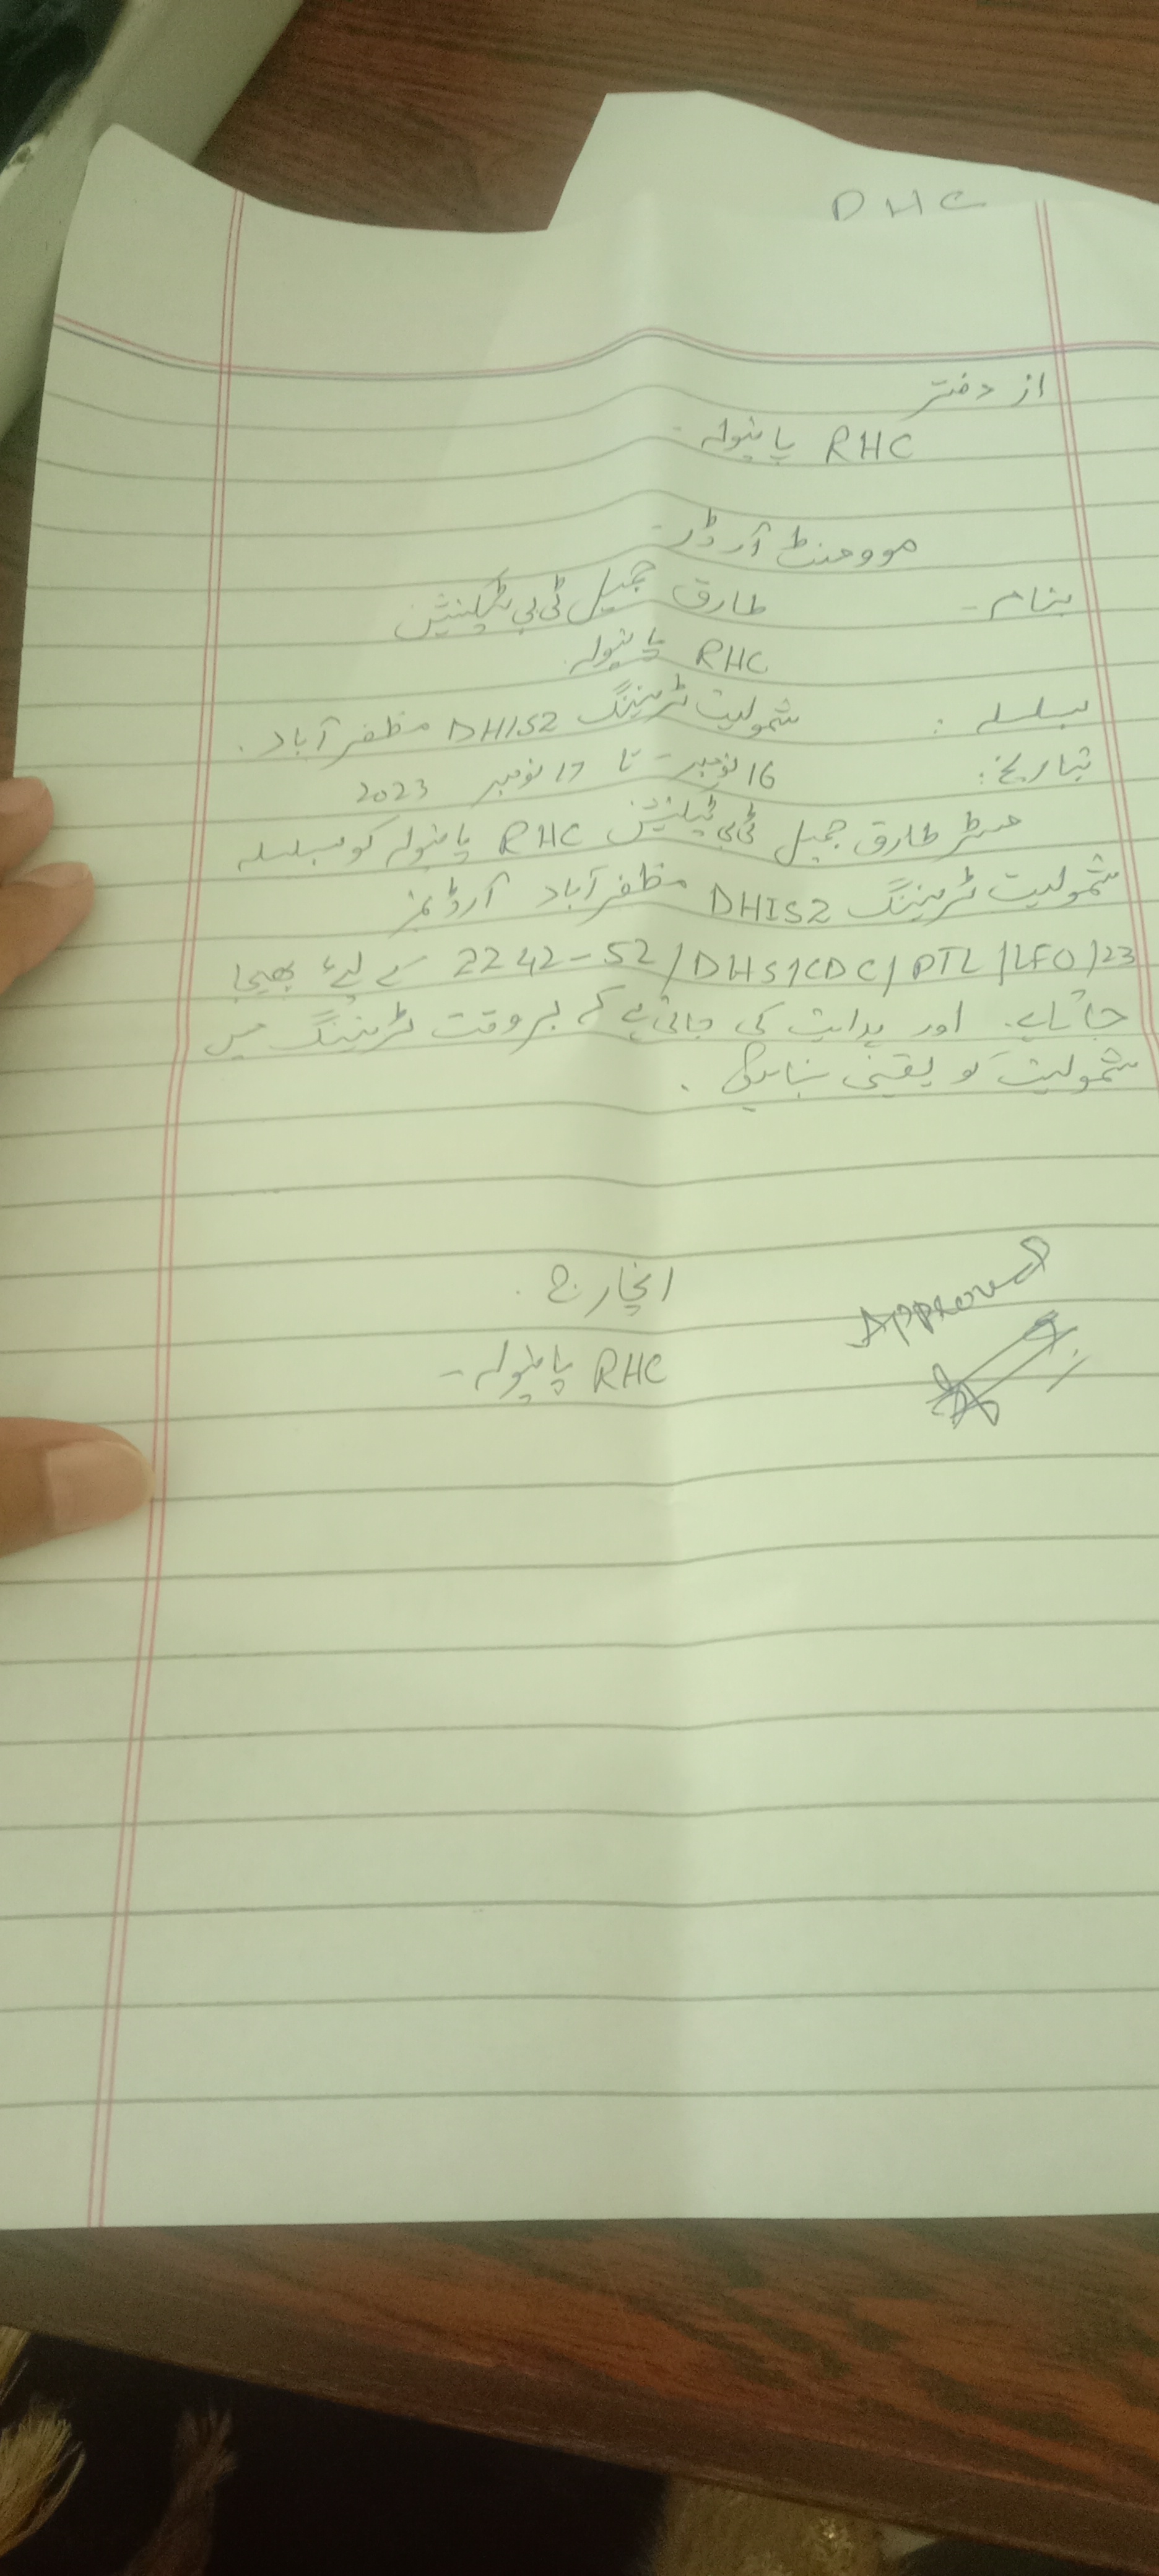 DHC
از دفتر
RHC پانیولہ -
موومنٹ آرڈر -
بنام - طارق جمیل ٹی بی ٹیکنیشن
RHC پانیولہ
بسلسلہ : شمولیت ٹریننگ DHIS2 مظفر آباد .
بتاریخ : 16 نومبر - تا 17 نومبر 2023
مسٹر طارق جمیل ٹی بی ٹیکنیشن RHC پانیولہ کو بسلسلہ
شمولیت ٹریننگ DHIS2 مظفر آباد آرڈر نمبر
2242-52/DHS/CDC/PTL/LFO/23 کے لیے بھیجا
جاتا ہے. اور ہدایت کی جاتی ہے کہ بروقت ٹریننگ میں
شمولیت کو یقینی بنائیں .
Approved
انچارج .
RHC پانیولہ -